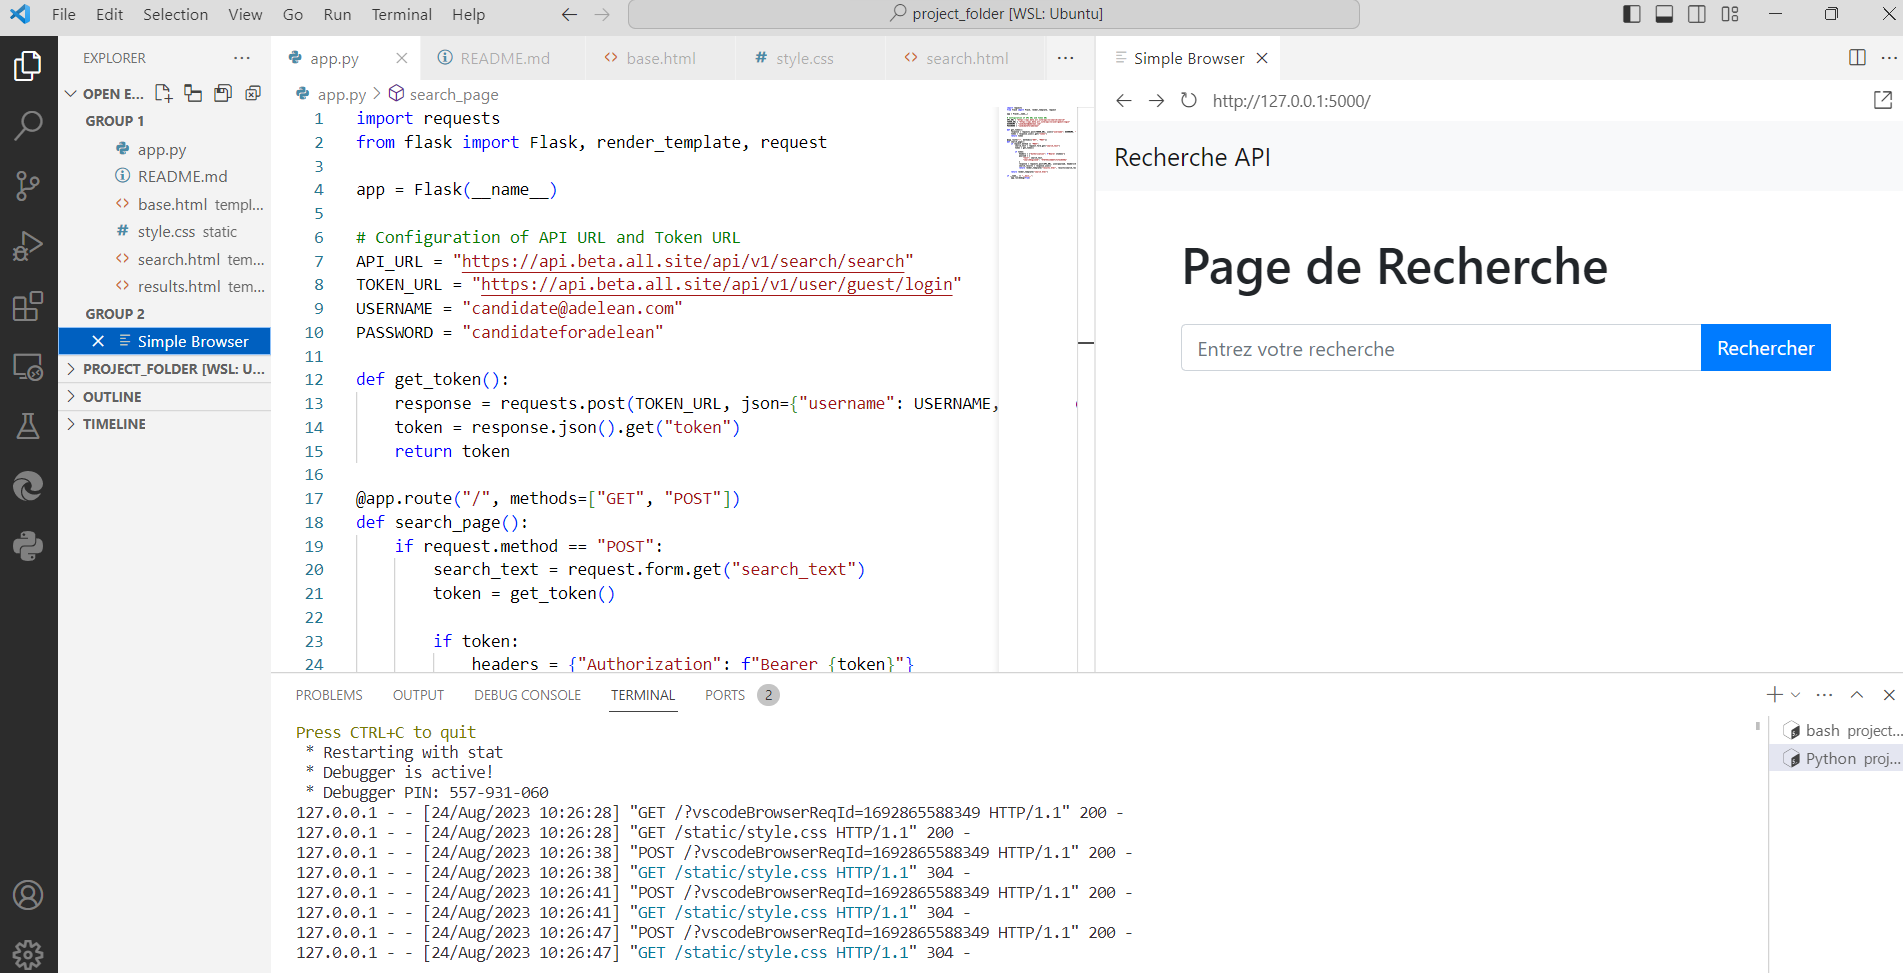 File Edit Selection View Go Run Terminal Help
project_folder [WSL: Ubuntu]
EXPLORER
OPEN E...
GROUP 1
app.py
README.md
base.html templ...
style.css static
search.html tem...
results.html tem...
GROUP 2
Simple Browser
PROJECT_FOLDER [WSL: U...
OUTLINE
TIMELINE
app.py README.md base.html style.css search.html
app.py > search_page
1 import requests
2 from flask import Flask, render_template, request
3
4 app = Flask(__name__)
5
6 # Configuration of API URL and Token URL
7 API_URL = "https://api.beta.all.site/api/v1/search/search"
8 TOKEN_URL = "https://api.beta.all.site/api/v1/user/guest/login"
9 USERNAME = "candidate@adelean.com"
10 PASSWORD = "candidateforadelean"
11
12 def get_token():
13 response = requests.post(TOKEN_URL, json={"username": USERNAME,
14 token = response.json().get("token")
15 return token
16
17 @app.route("/", methods=["GET", "POST"])
18 def search_page():
19 if request.method == "POST":
20 search_text = request.form.get("search_text")
21 token = get_token()
22
23 if token:
24 headers = {"Authorization": f"Bearer {token}"}
Simple Browser
http://127.0.0.1:5000/
Recherche API
Page de Recherche
Entrez votre recherche
Rechercher
PROBLEMS OUTPUT DEBUG CONSOLE TERMINAL PORTS 2
Press CTRL+C to quit
* Restarting with stat
* Debugger is active!
* Debugger PIN: 557-931-060
127.0.0.1 - - [24/Aug/2023 10:26:28] "GET /?vscodeBrowserReqId=1692865588349 HTTP/1.1" 200 -
127.0.0.1 - - [24/Aug/2023 10:26:28] "GET /static/style.css HTTP/1.1" 200 -
127.0.0.1 - - [24/Aug/2023 10:26:38] "POST /?vscodeBrowserReqId=1692865588349 HTTP/1.1" 200 -
127.0.0.1 - - [24/Aug/2023 10:26:38] "GET /static/style.css HTTP/1.1" 304 -
127.0.0.1 - - [24/Aug/2023 10:26:41] "POST /?vscodeBrowserReqId=1692865588349 HTTP/1.1" 200 -
127.0.0.1 - - [24/Aug/2023 10:26:41] "GET /static/style.css HTTP/1.1" 304 -
127.0.0.1 - - [24/Aug/2023 10:26:47] "POST /?vscodeBrowserReqId=1692865588349 HTTP/1.1" 200 -
127.0.0.1 - - [24/Aug/2023 10:26:47] "GET /static/style.css HTTP/1.1" 304 -
bash project...
Python proj...